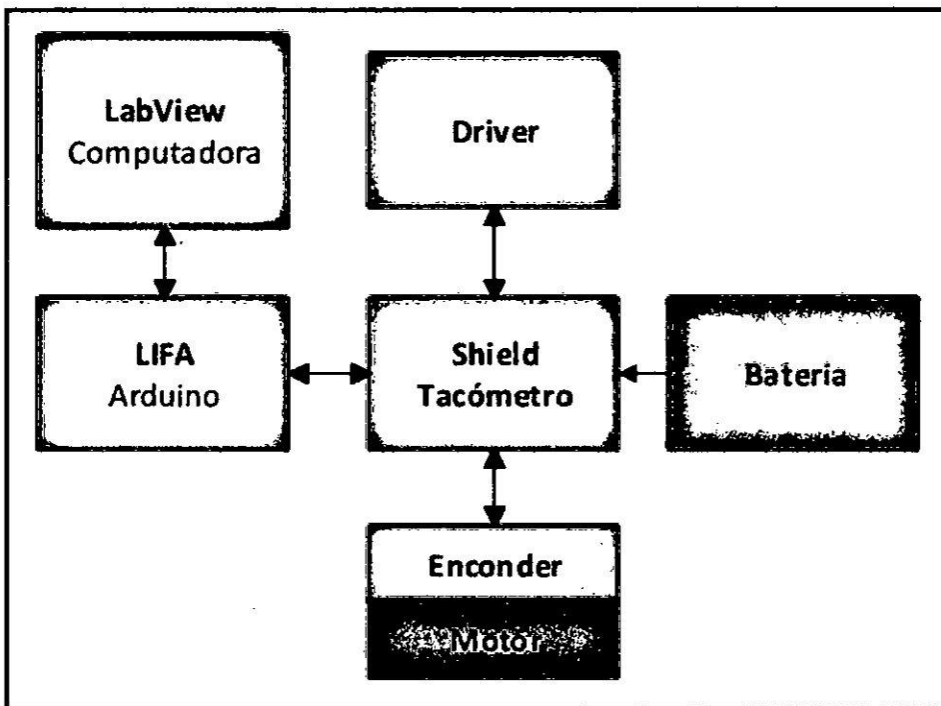 LabView
Computadora
Driver
LIFA
Arduino
Shield
Tacómetro
Bateria
Enconder
Motor